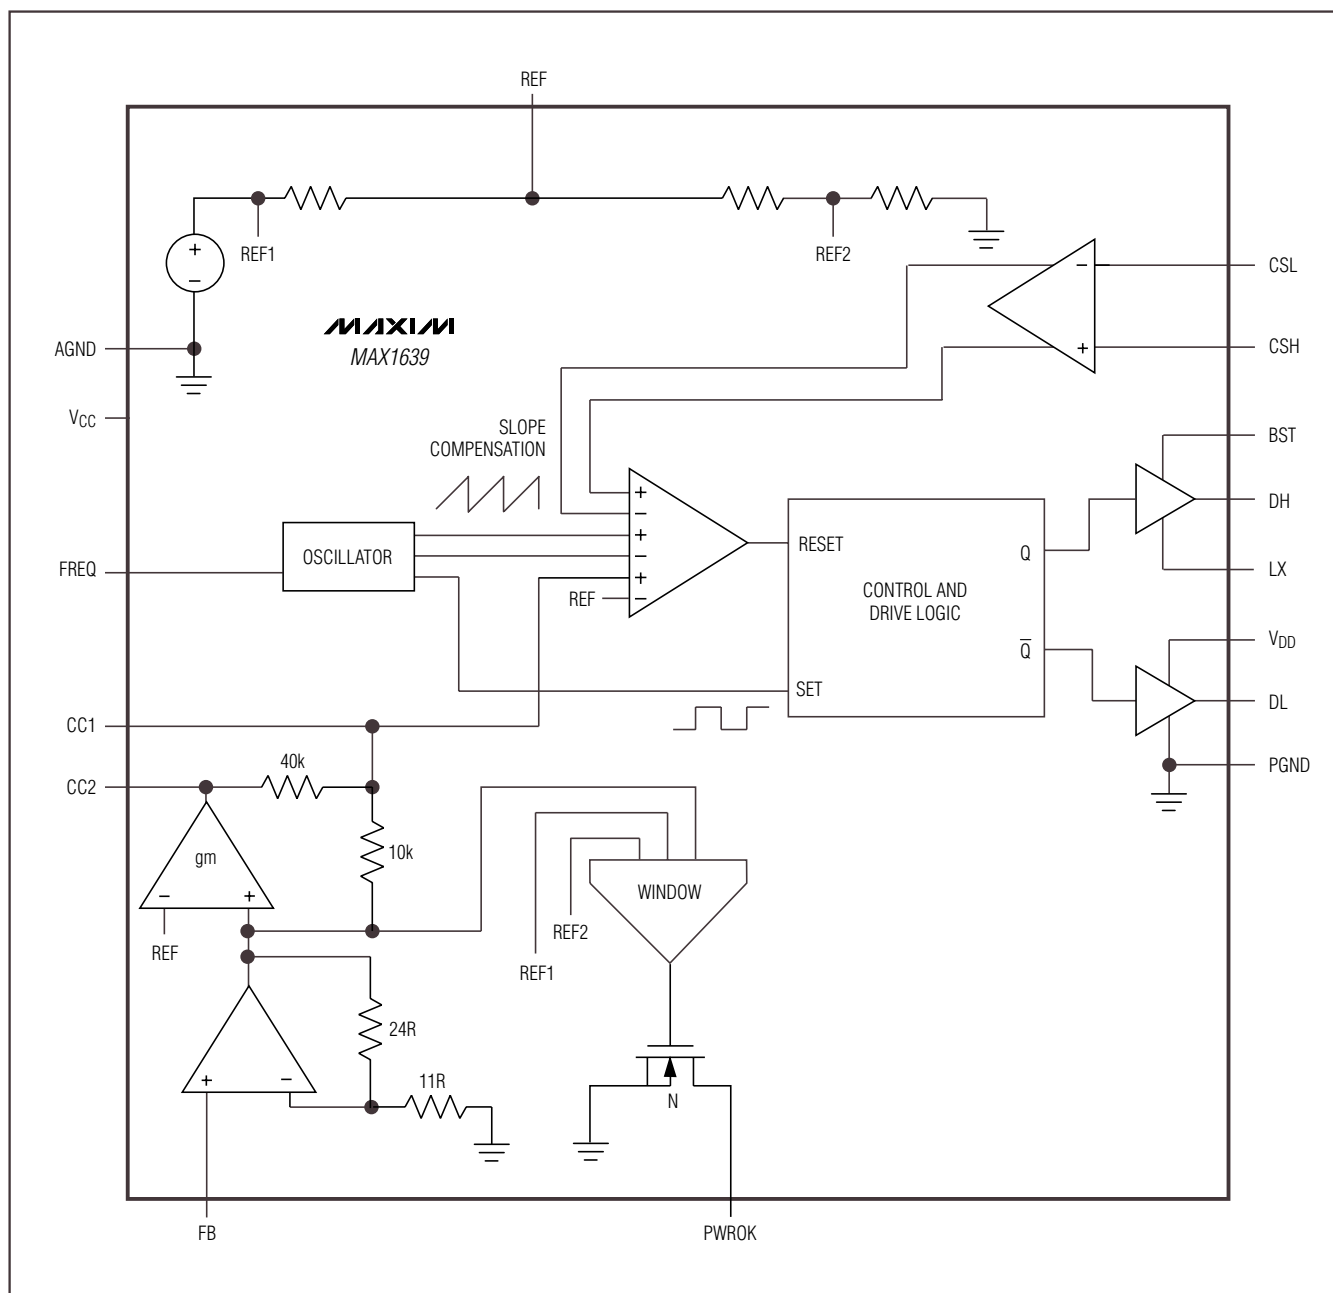 REF
REF1
REF2
+
−
−
CSL
MAXIM
MAX1639
AGND
+
CSH
VCC
SLOPE
COMPENSATION
BST
+
−
DH
+
RESET
Q
OSCILLATOR
−
FREQ
+
LX
REF
−
CONTROL AND
DRIVE LOGIC
VDD
Q̅
SET
DL
CC1
40k
PGND
CC2
gm
10k
− +
WINDOW
REF
REF2
REF1
24R
+ −
11R
N
FB
PWROK